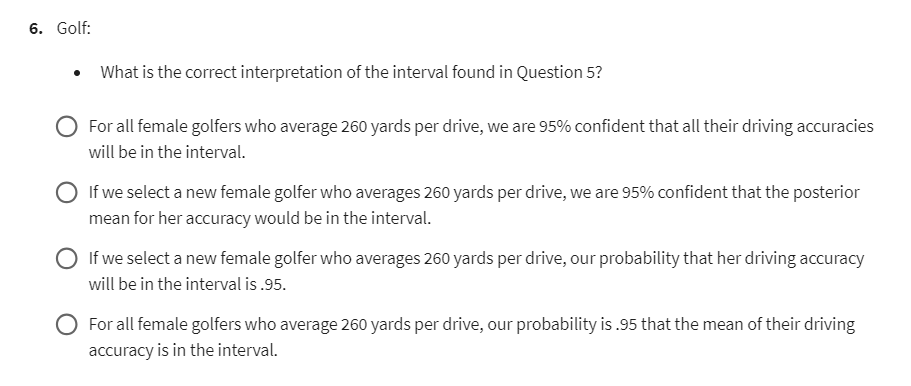 6. Golf:
• What is the correct interpretation of the interval found in Question 5?
For all female golfers who average 260 yards per drive, we are 95% confident that all their driving accuracies
will be in the interval.
If we select a new female golfer who averages 260 yards per drive, we are 95% confident that the posterior
mean for her accuracy would be in the interval.
If we select a new female golfer who averages 260 yards per drive, our probability that her driving accuracy
will be in the interval is .95.
For all female golfers who average 260 yards per drive, our probability is .95 that the mean of their driving
accuracy is in the interval.